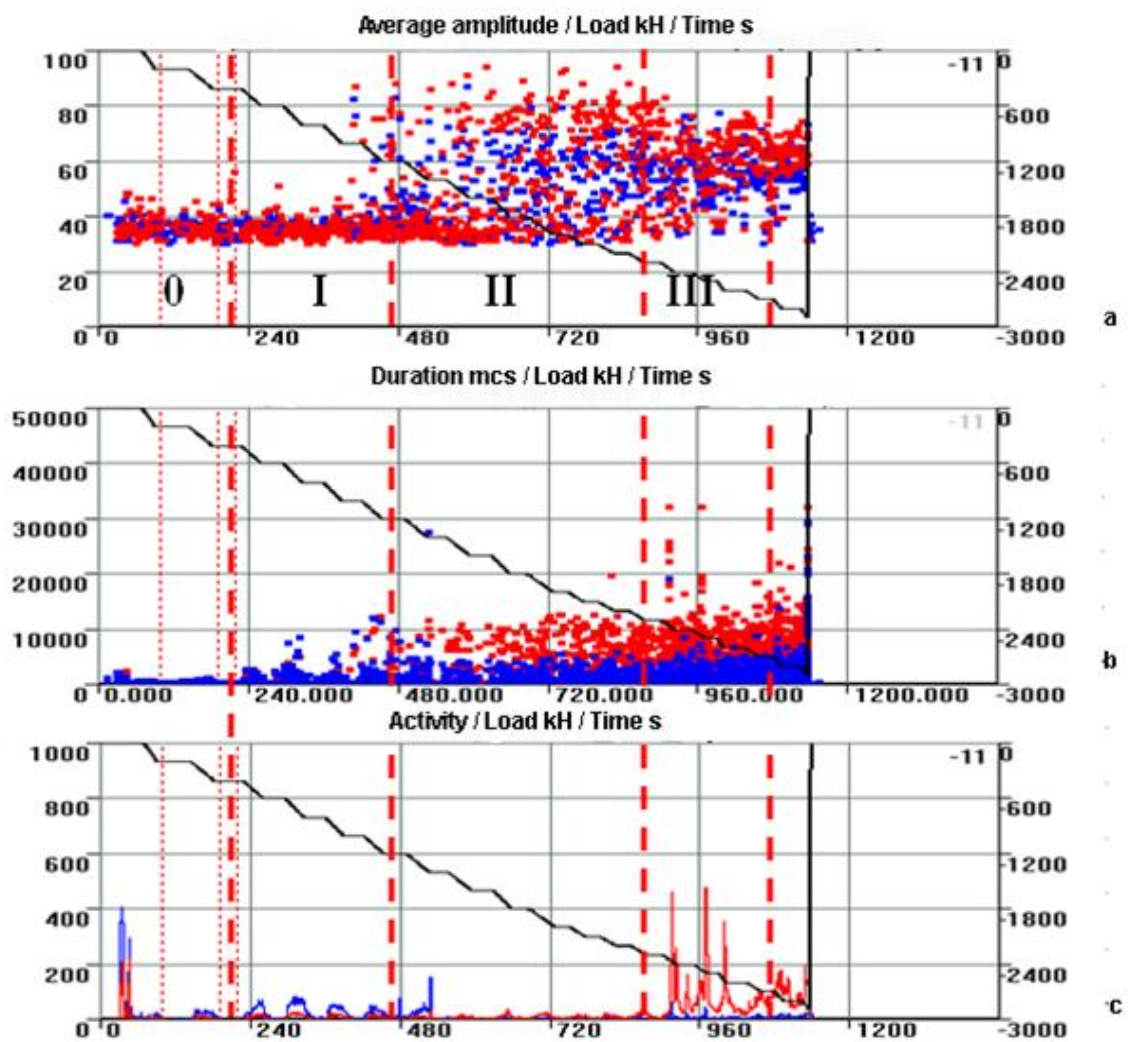 Average amplitude / Load kH / Time s
100 -11 0
80 -600
60 -1200
40 -1800
20 -2400
0 I II III
0 0 240 480 720 960 1200 -3000
a
Duration mcs / Load kH / Time s
50000 -11 0
40000 -600
30000 -1200
20000 -1800
10000 -2400
0 0.0000 240.000 480.000 720.000 960.000 1200.000 -3000
b
Activity / Load kH / Time s
1000 -11 0
800 -600
600 -1200
400 -1800
200 -2400
0 0 240 480 720 960 1200 -3000
c